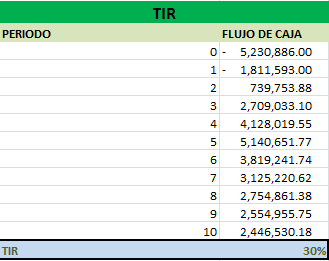 TIR
PERIODO FLUJO DE CAJA
0 - 5,230,886.00
1 - 1,811,593.00
2 739,753.88
3 2,709,033.10
4 4,128,019.55
5 5,140,651.77
6 3,819,241.74
7 3,125,220.62
8 2,754,861.38
9 2,554,955.75
10 2,446,530.18
TIR 30%